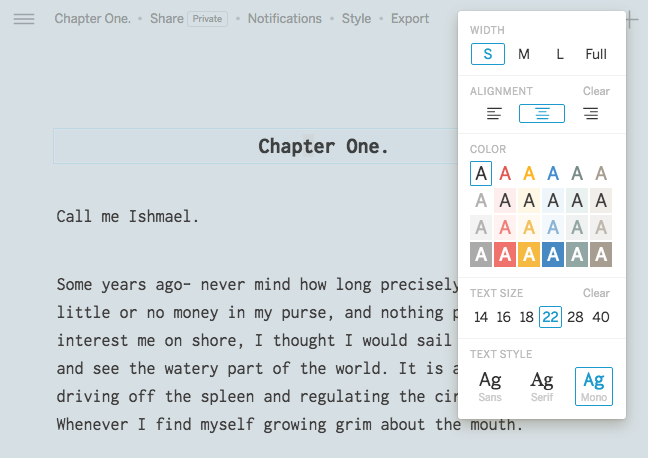 Chapter One. • Share Private • Notifications • Style • Export
Chapter One.
Call me Ishmael.
Some years ago– never mind how long precisely
little or no money in my purse, and nothing
interest me on shore, I thought I would sail
and see the watery part of the world. It is
driving off the spleen and regulating the
Whenever I find myself growing grim about the mouth.
WIDTH
S M L Full
ALIGNMENT Clear
COLOR
A A A A A A
A A A A A A
A A A A A A
A A A A A A
TEXT SIZE Clear
14 16 18 22 28 40
TEXT STYLE
Ag Ag Ag
Sans Serif Mono